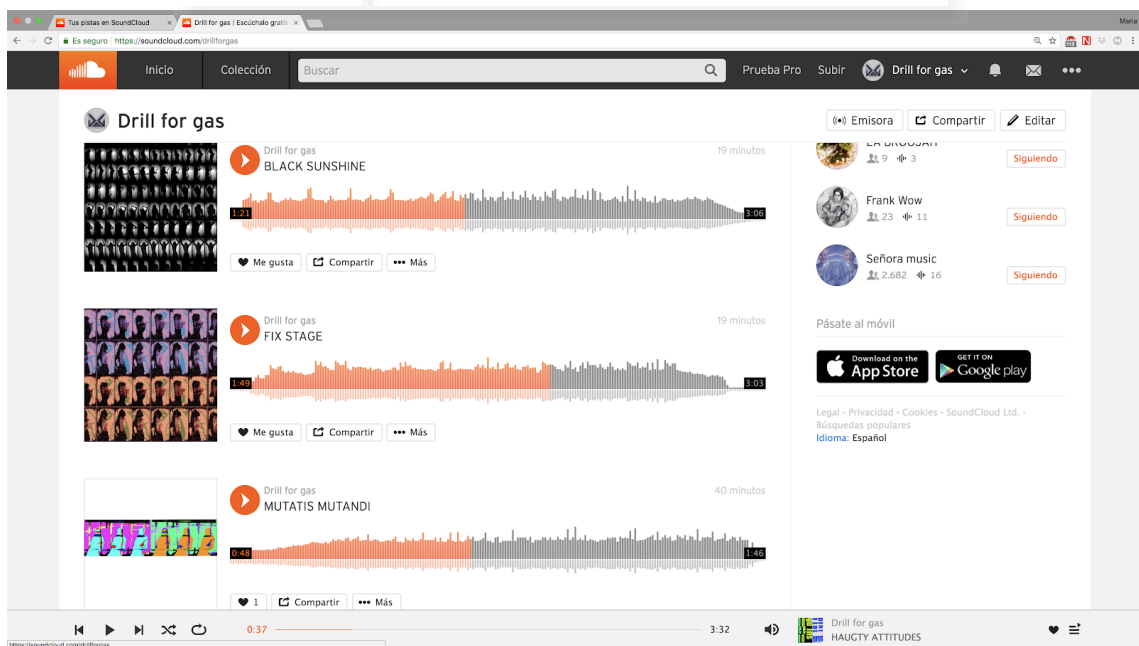 Tus pistas en SoundCloud
Drill for gas | Escúchalo gratis
Maria
Es seguro
https://soundcloud.com/drillforgas
Inicio
Colección
Buscar
Prueba Pro
Subir
Drill for gas
Drill for gas
Emisora
Compartir
Editar
Drill for gas
19 minutos
BLACK SUNSHINE
1:21
3:06
Me gusta
Compartir
Más
Drill for gas
19 minutos
FIX STAGE
1:49
3:03
Me gusta
Compartir
Más
Drill for gas
40 minutos
MUTATIS MUTANDI
0:48
1:46
1
Compartir
Más
9
3
Siguiendo
Frank Wow
23
11
Siguiendo
Señora music
2.682
16
Siguiendo
Pásate al móvil
Download on the
App Store
GET IT ON
Google play
Legal - Privacidad - Cookies - SoundCloud Ltd. -
Búsquedas populares
Idioma: Español
0:37
3:32
Drill for gas
HAUGTY ATTITUDES